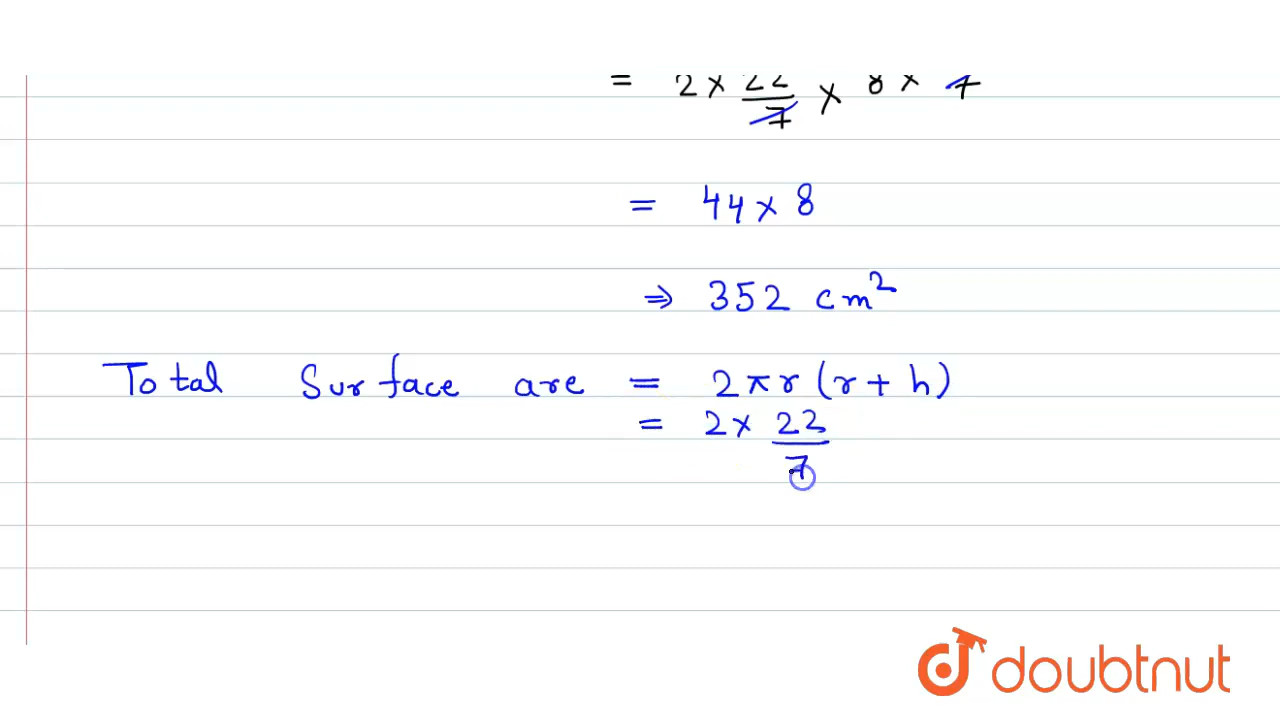 = 2 × 22/7 × 8 × 7
= 44 × 8
⇒ 352 cm²
Total Surface are = 2πr(r+h)
= 2 × 22/7
doubtnut